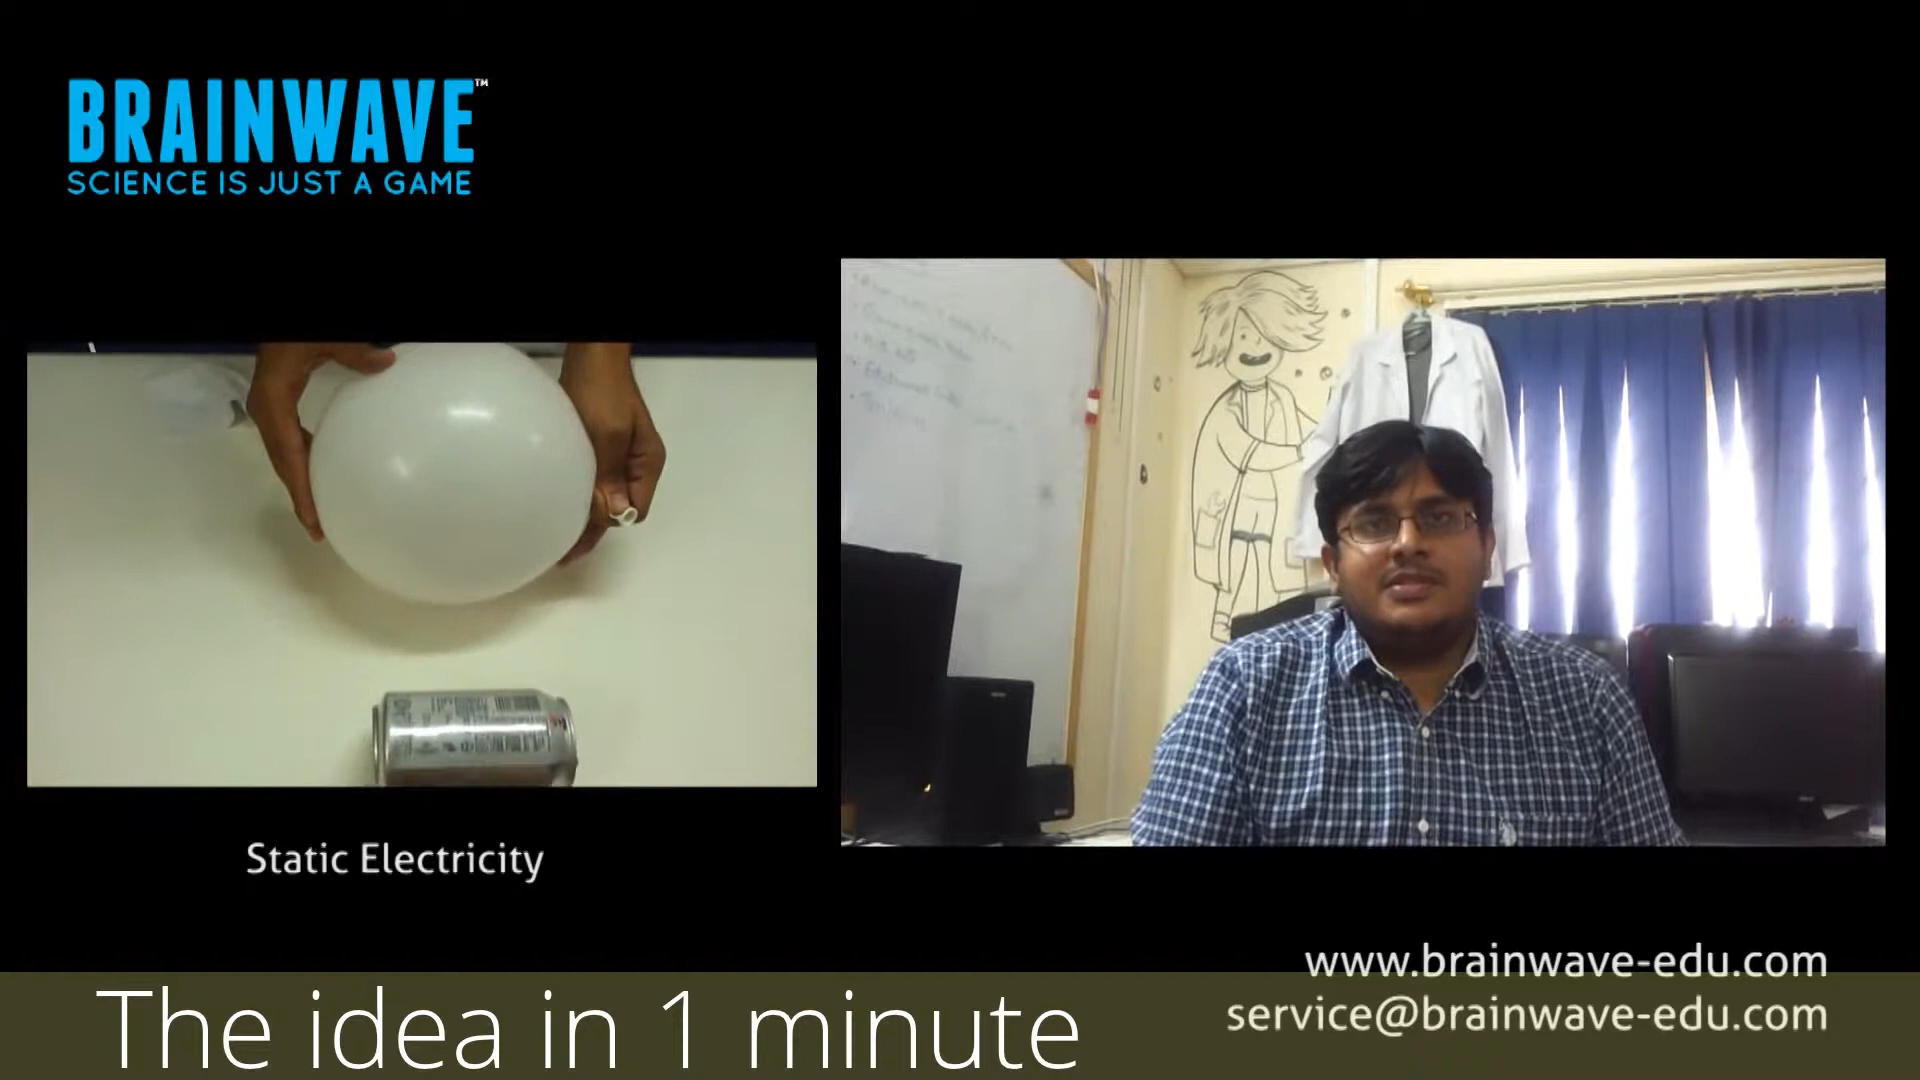 BRAINWAVE™
SCIENCE IS JUST A GAME
Static Electricity
www.brainwave-edu.com
service@brainwave-edu.com
The idea in 1 minute